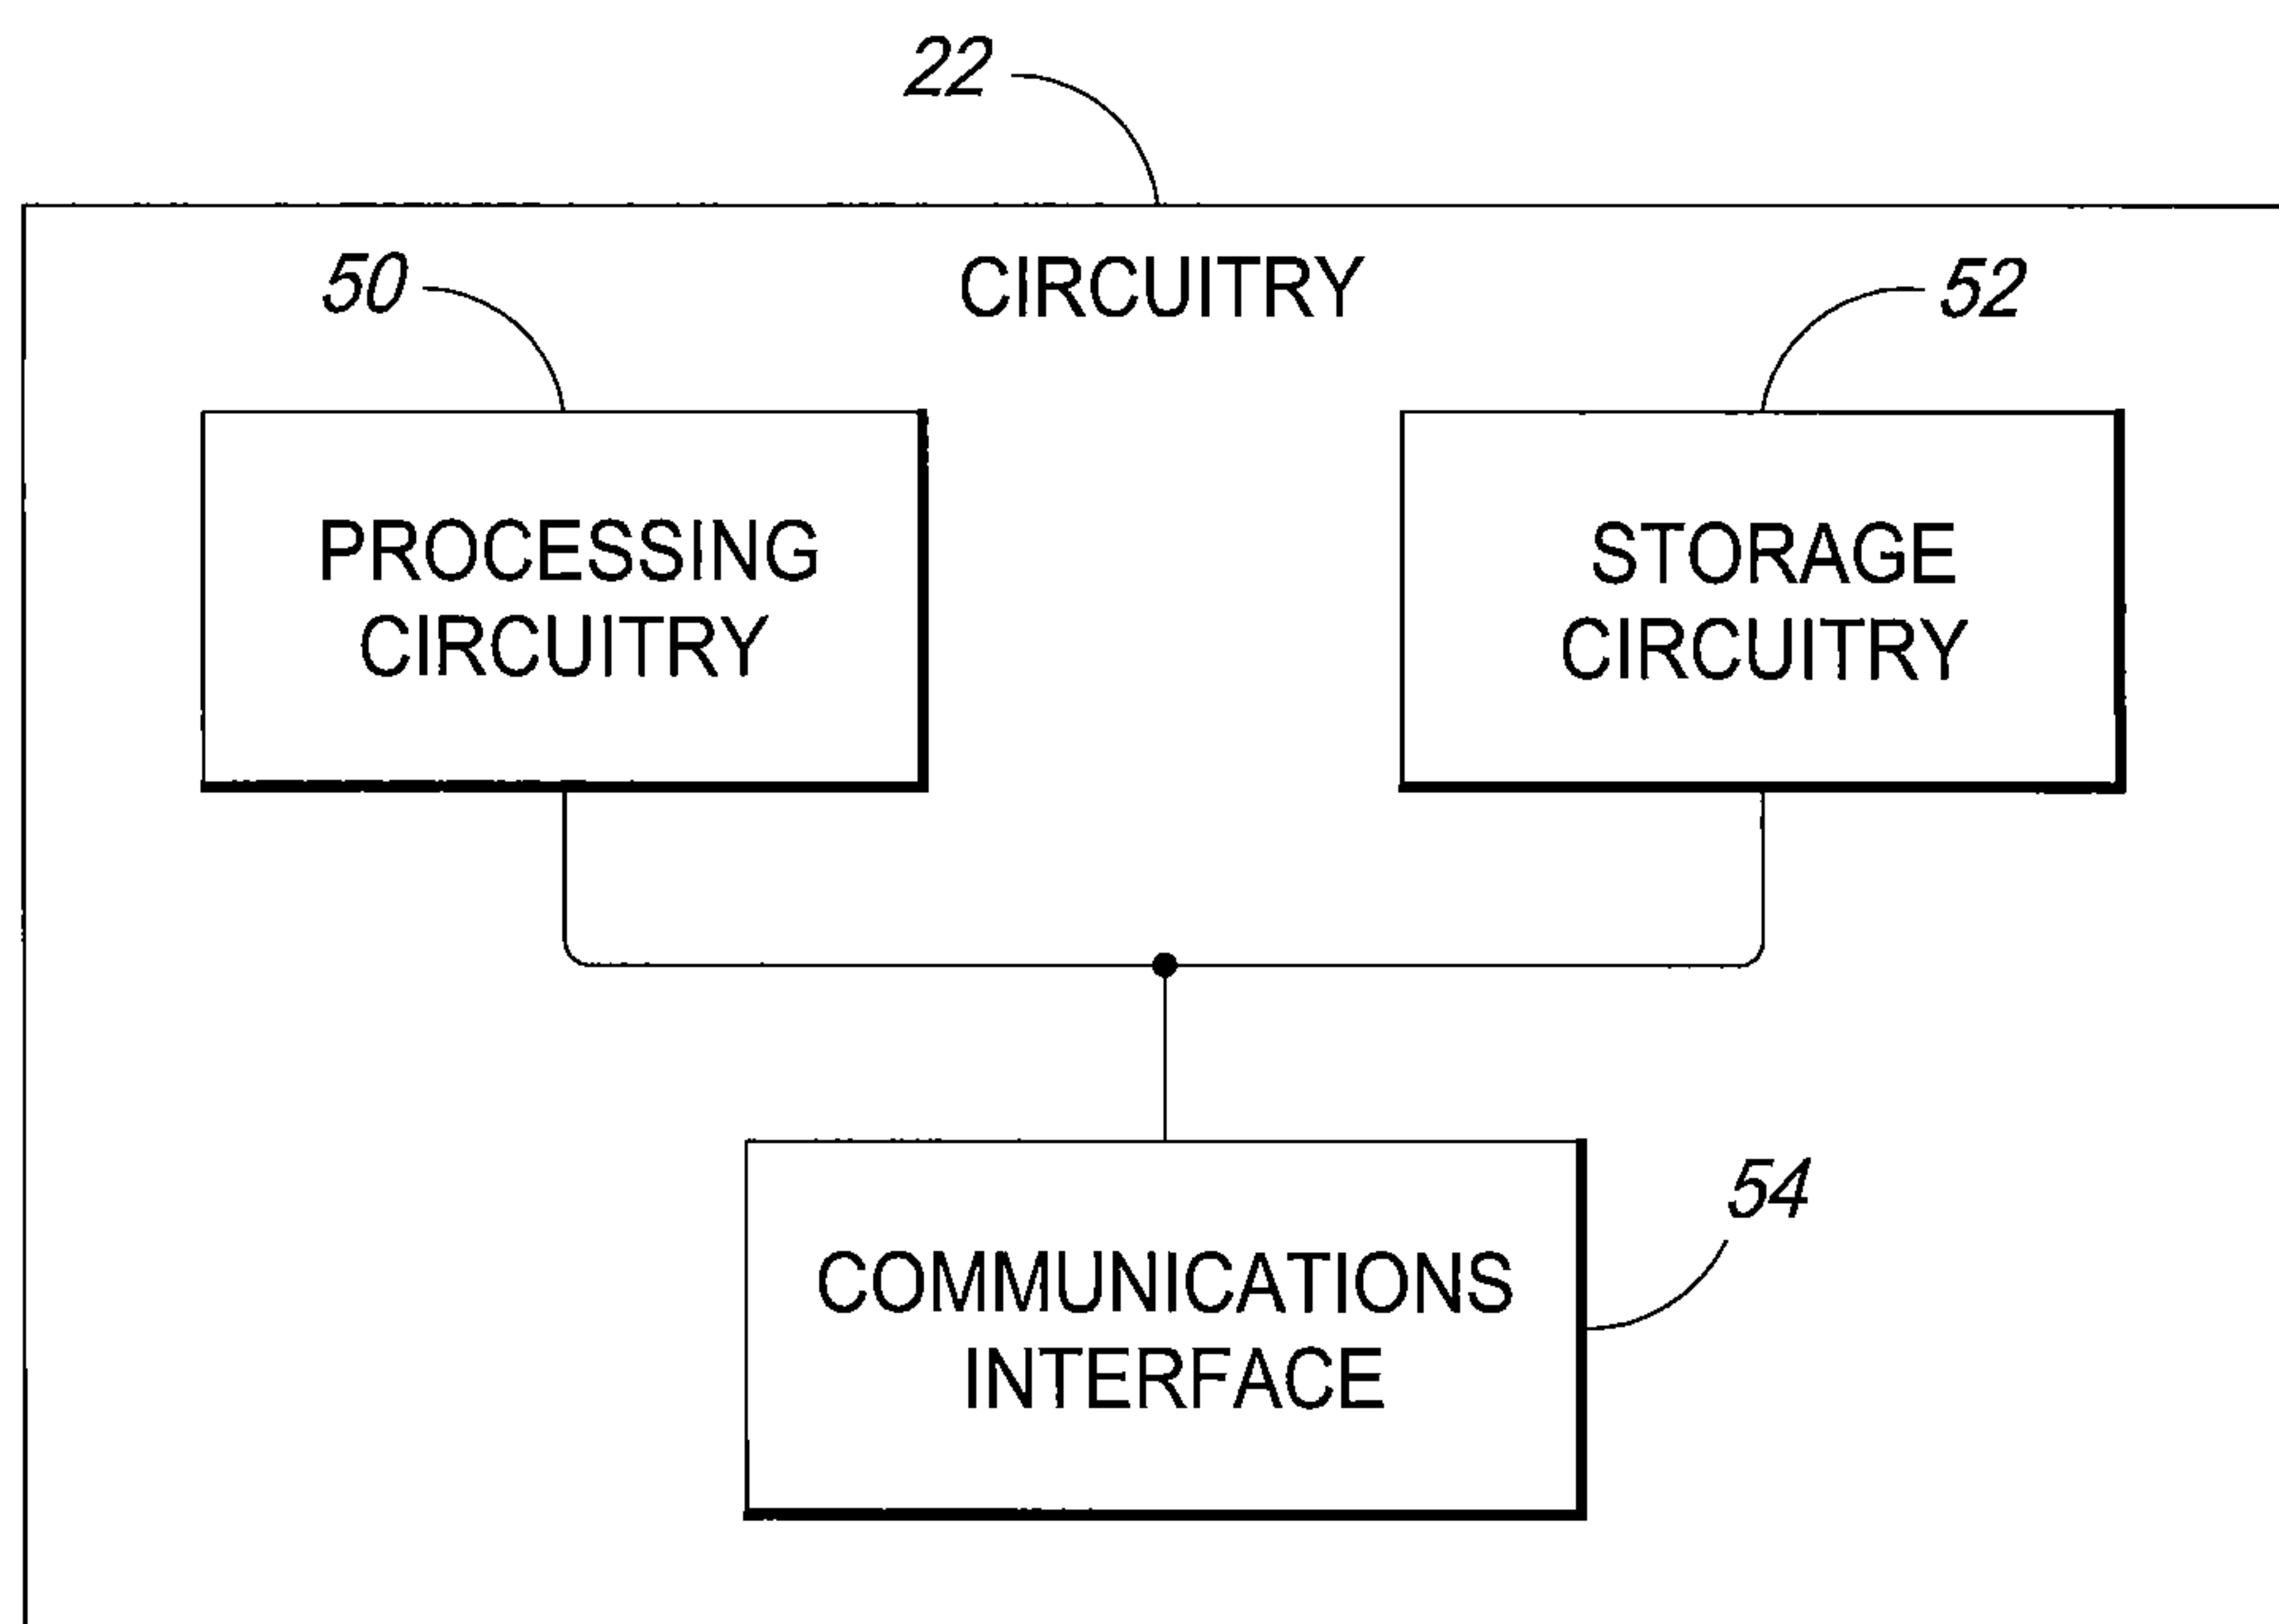 22
CIRCUITRY
50
52
PROCESSING
CIRCUITRY
STORAGE
CIRCUITRY
54
COMMUNICATIONS
INTERFACE